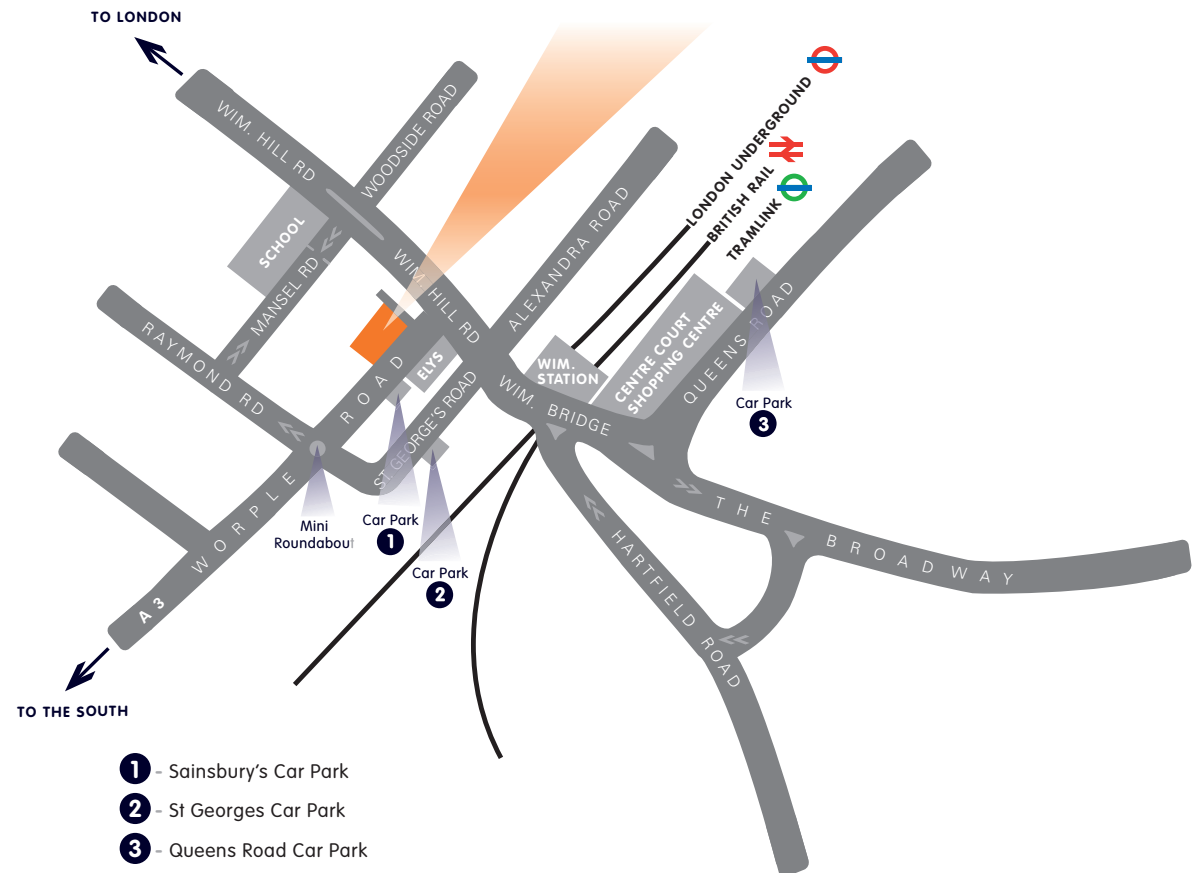 TO LONDON
WIM. HILL RD
WOODSIDE ROAD
SCHOOL
MANSEL RD
WIM. HILL RD
ALEXANDRA ROAD
LONDON UNDERGROUND
BRITISH RAIL
TRAMLINK
RAYMOND RD
ELYS
WIM.
STATION
CENTRE COURT
SHOPPING CENTRE
QUEENS ROAD
Car Park
3
WIM. BRIDGE
ST. GEORGE'S ROAD
WORPLE ROAD
Mini
Roundabout
Car Park
1
Car Park
2
THE BROADWAY
HARTFIELD ROAD
A3
TO THE SOUTH
1 - Sainsbury's Car Park
2 - St Georges Car Park
3 - Queens Road Car Park